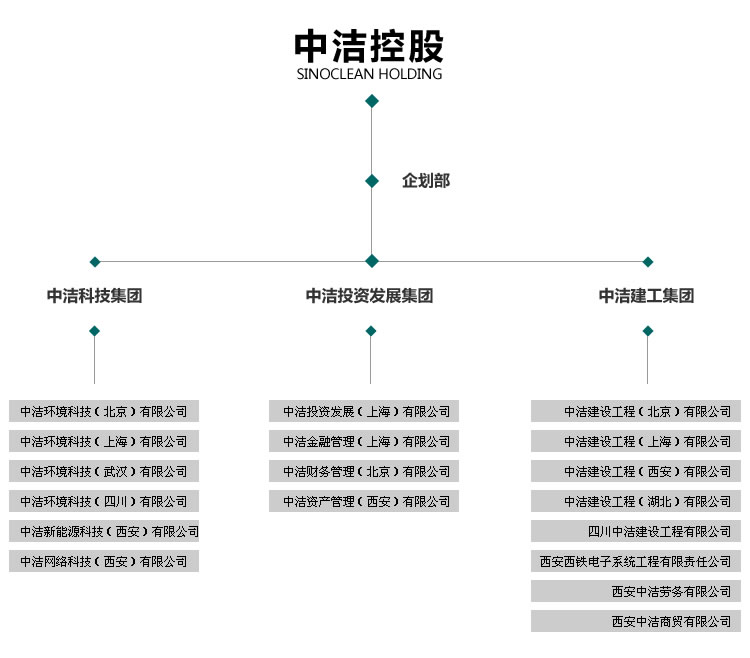 中洁控股
SINOCLEAN HOLDING
企划部
中洁科技集团
中洁投资发展集团
中洁建工集团
中洁环境科技（北京）有限公司
中洁环境科技（上海）有限公司
中洁环境科技（武汉）有限公司
中洁环境科技（四川）有限公司
中洁新能源科技（西安）有限公司
中洁网络科技（西安）有限公司
中洁投资发展（上海）有限公司
中洁金融管理（上海）有限公司
中洁财务管理（北京）有限公司
中洁资产管理（西安）有限公司
中洁建设工程（北京）有限公司
中洁建设工程（上海）有限公司
中洁建设工程（西安）有限公司
中洁建设工程（湖北）有限公司
四川中洁建设工程有限公司
西安西铁电子系统工程有限责任公司
西安中洁劳务有限公司
西安中洁商贸有限公司